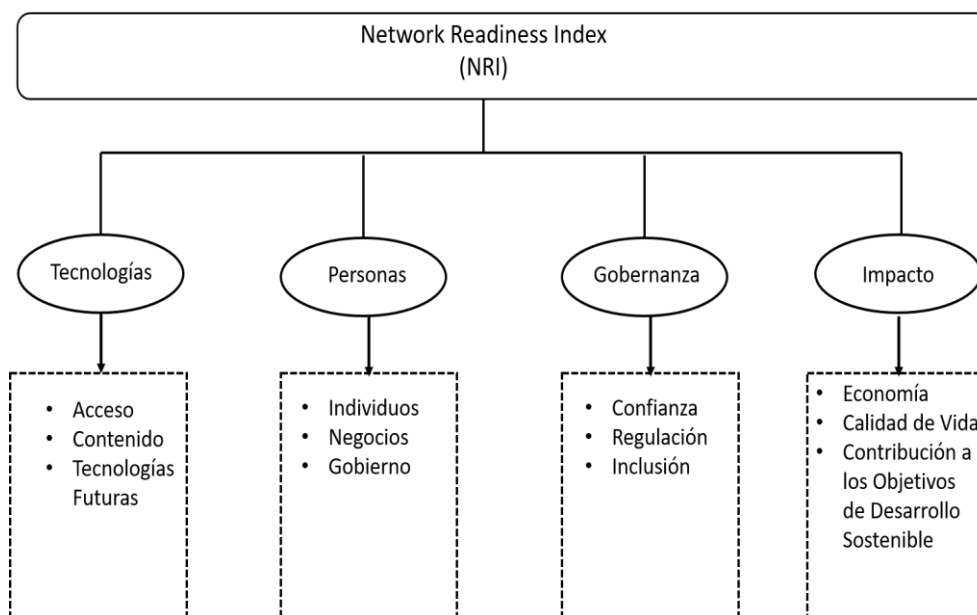 Network Readiness Index
(NRI)
Tecnologías
Personas
Gobernanza
Impacto
• Acceso
• Contenido
• Tecnologías
Futuras
• Individuos
• Negocios
• Gobierno
• Confianza
• Regulación
• Inclusión
• Economía
• Calidad de Vida
• Contribución a
los Objetivos
de Desarrollo
Sostenible